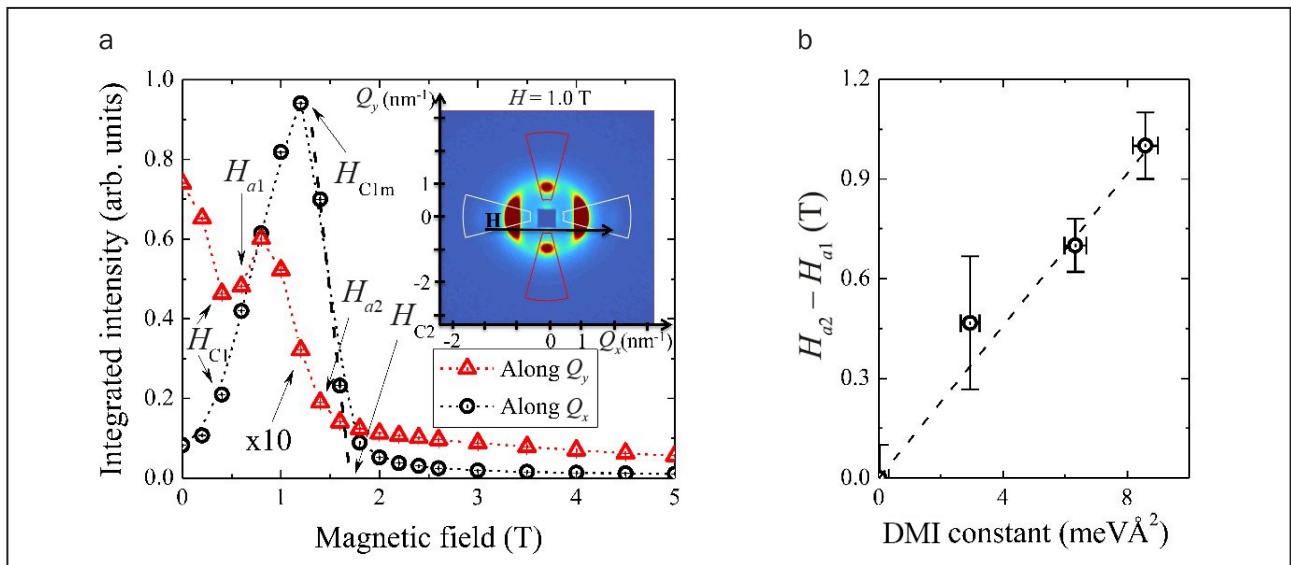 a
Integrated intensity (arb. units)
1.0
0.8
0.6
0.4
0.2
0.0
0 1 2 3 4 5
Magnetic field (T)
H_a1
H_C1m
H_C1
H_a2
H_C2
x10
Q_y (nm⁻¹)
H = 1.0 T
1
0
-1
-2
H
-2 0 1
Q_x (nm⁻¹)
Along Q_y
Along Q_x
b
H_a2 – H_a1 (T)
1.2
0.9
0.6
0.3
0.0
0 4 8
DMI constant (meVÅ²)